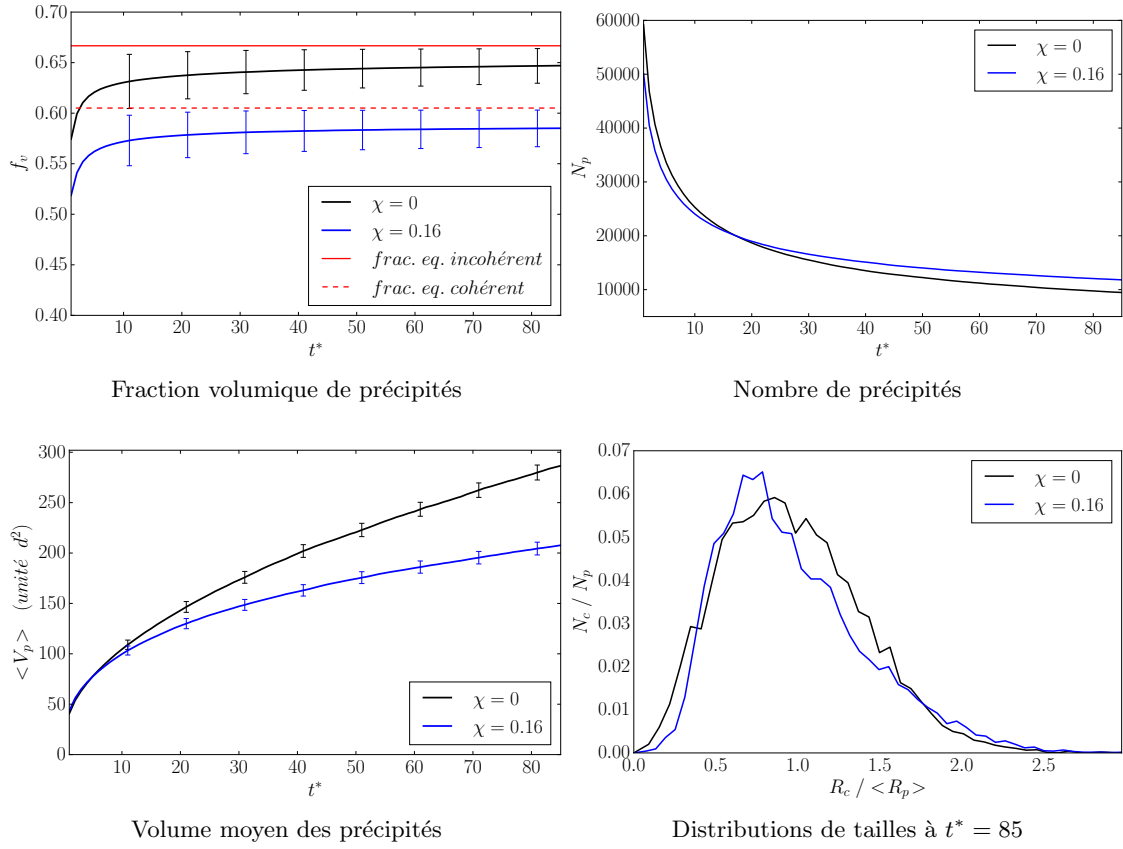 0.70
0.65
0.60
0.55
0.50
0.45
0.40
f_v
10 20 30 40 50 60 70 80
t*
χ = 0
χ = 0.16
frac. eq. incohérent
frac. eq. cohérent
Fraction volumique de précipités
60000
50000
40000
30000
20000
10000
N_p
10 20 30 40 50 60 70 80
t*
χ = 0
χ = 0.16
Nombre de précipités
300
250
200
150
100
50
0
<V_p> (unité d²)
10 20 30 40 50 60 70 80
t*
χ = 0
χ = 0.16
Volume moyen des précipités
0.07
0.06
0.05
0.04
0.03
0.02
0.01
0.00
N_c / N_p
0.0 0.5 1.0 1.5 2.0 2.5
R_c / <R_p>
χ = 0
χ = 0.16
Distributions de tailles à t* = 85